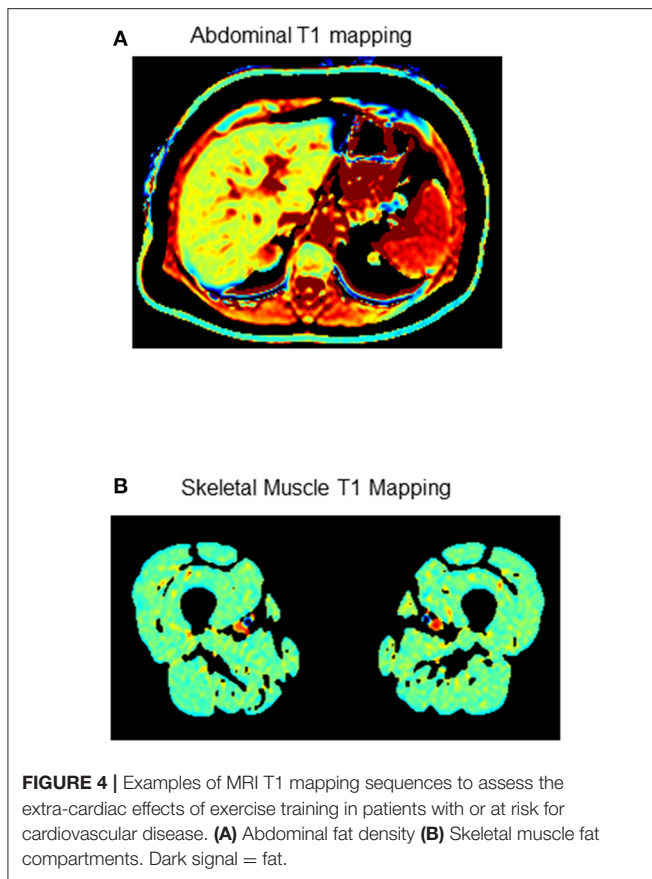 A
Abdominal T1 mapping
B
Skeletal Muscle T1 Mapping
FIGURE 4 | Examples of MRI T1 mapping sequences to assess the
extra-cardiac effects of exercise training in patients with or at risk for
cardiovascular disease. (A) Abdominal fat density (B) Skeletal muscle fat
compartments. Dark signal = fat.